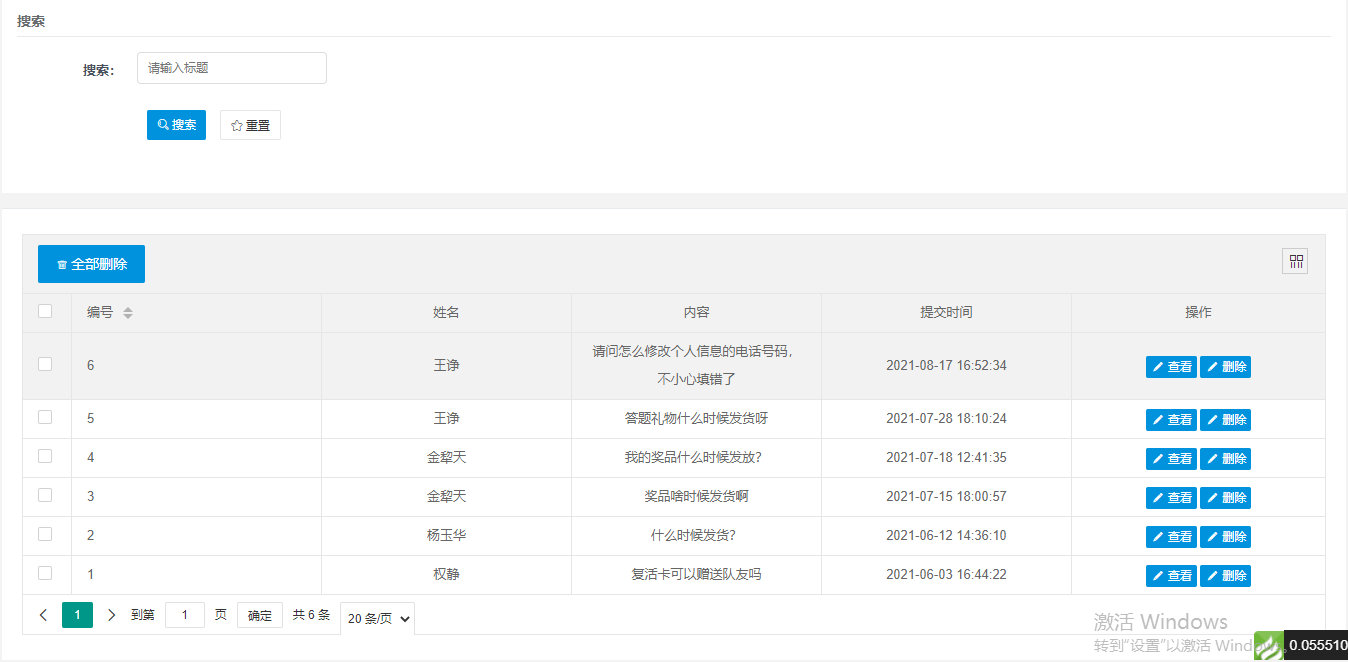 搜索
搜索：
请输入标题
搜索 重置
全部删除
编号 姓名 内容 提交时间 操作
6 王诤 请问怎么修改个人信息的电话号码，不小心填错了 2021-08-17 16:52:34 查看 删除
5 王诤 答题礼物什么时候发货呀 2021-07-28 18:10:24 查看 删除
4 金犂天 我的奖品什么时候发放? 2021-07-18 12:41:35 查看 删除
3 金犂天 奖品啥时候发货啊 2021-07-15 18:00:57 查看 删除
2 杨玉华 什么时候发货? 2021-06-12 14:36:10 查看 删除
1 权静 复活卡可以赠送队友吗 2021-06-03 16:44:22 查看 删除
1 到第 1 页 确定 共 6 条 20 条/页
激活 Windows
转到“设置”以激活 Wind
0.055510